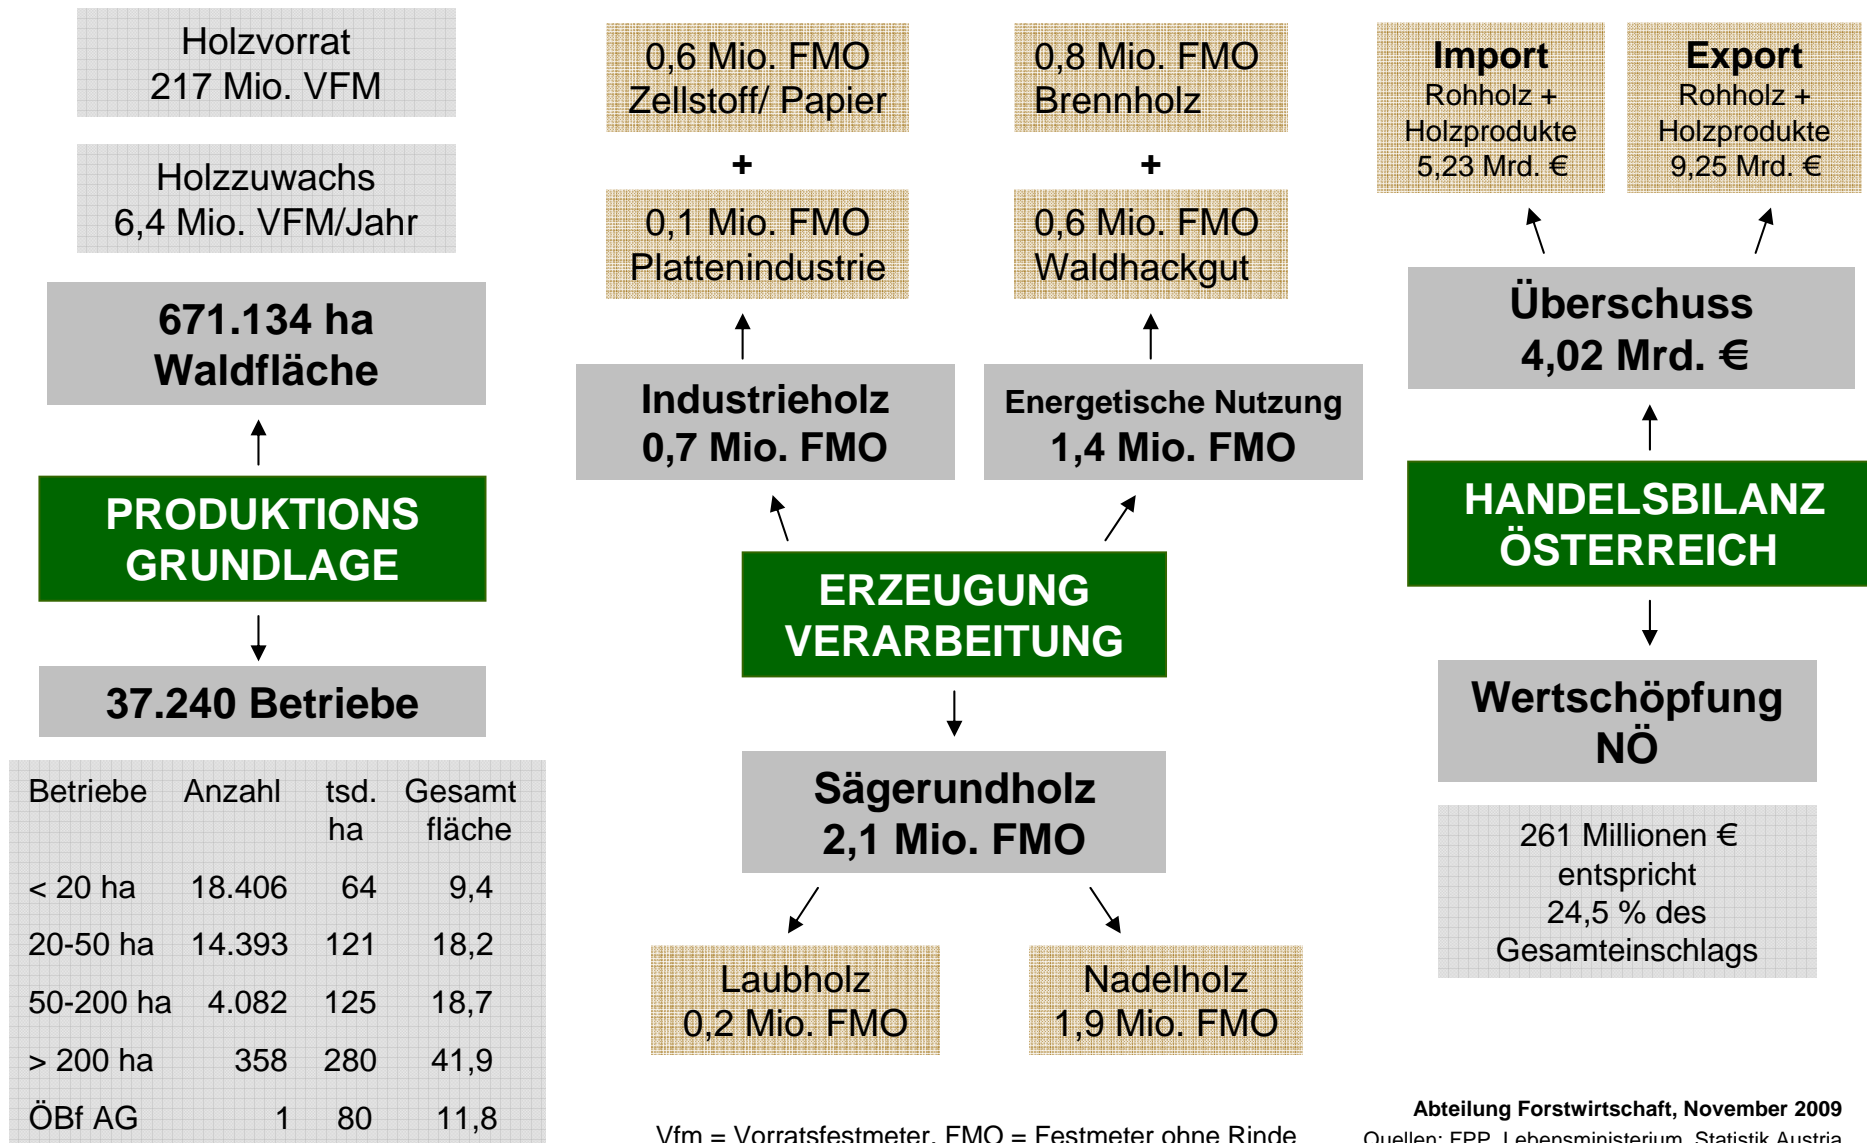 Holzvorrat
217 Mio. VFM
Holzzuwachs
6,4 Mio. VFM/Jahr
671.134 ha
Waldfläche
PRODUKTIONS
GRUNDLAGE
37.240 Betriebe
Betriebe Anzahl tsd. Gesamt
ha fläche
< 20 ha 18.406 64 9,4
20-50 ha 14.393 121 18,2
50-200 ha 4.082 125 18,7
> 200 ha 358 280 41,9
ÖBf AG 1 80 11,8
0,6 Mio. FMO
Zellstoff/ Papier
+
0,1 Mio. FMO
Plattenindustrie
Industrieholz
0,7 Mio. FMO
0,8 Mio. FMO
Brennholz
+
0,6 Mio. FMO
Waldhackgut
Energetische Nutzung
1,4 Mio. FMO
ERZEUGUNG
VERARBEITUNG
Sägerundholz
2,1 Mio. FMO
Laubholz
0,2 Mio. FMO
Nadelholz
1,9 Mio. FMO
Vfm = Vorratsfestmeter, FMO = Festmeter ohne Rinde
Import
Rohholz +
Holzprodukte
5,23 Mrd. €
Export
Rohholz +
Holzprodukte
9,25 Mrd. €
Überschuss
4,02 Mrd. €
HANDELSBILANZ
ÖSTERREICH
Wertschöpfung
NÖ
261 Millionen €
entspricht
24,5 % des
Gesamteinschlags
Abteilung Forstwirtschaft, November 2009
Quellen: FPP, Lebensministerium, Statistik Austria